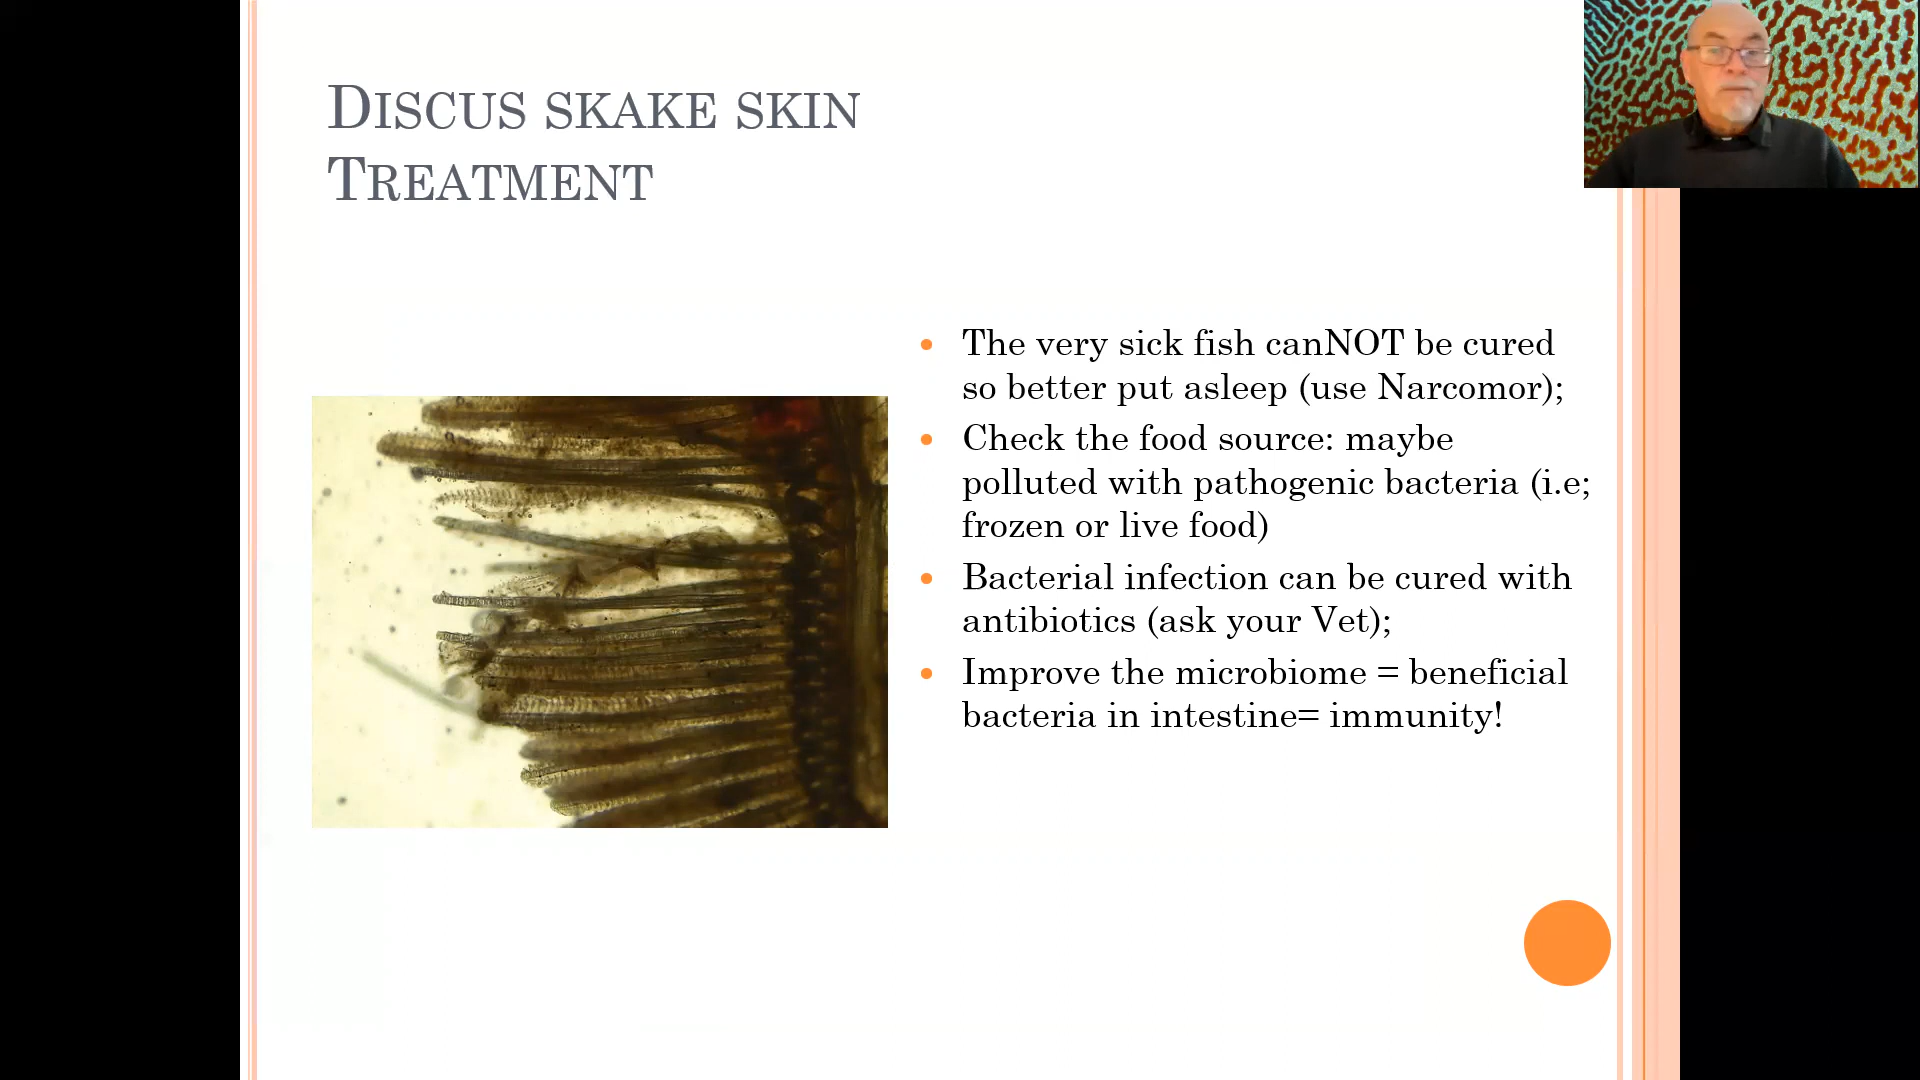 DISCUS SKAKE SKIN
TREATMENT
The very sick fish canNOT be cured
so better put asleep (use Narcomor);
Check the food source: maybe
polluted with pathogenic bacteria (i.e;
frozen or live food)
Bacterial infection can be cured with
antibiotics (ask your Vet);
Improve the microbiome = beneficial
bacteria in intestine= immunity!